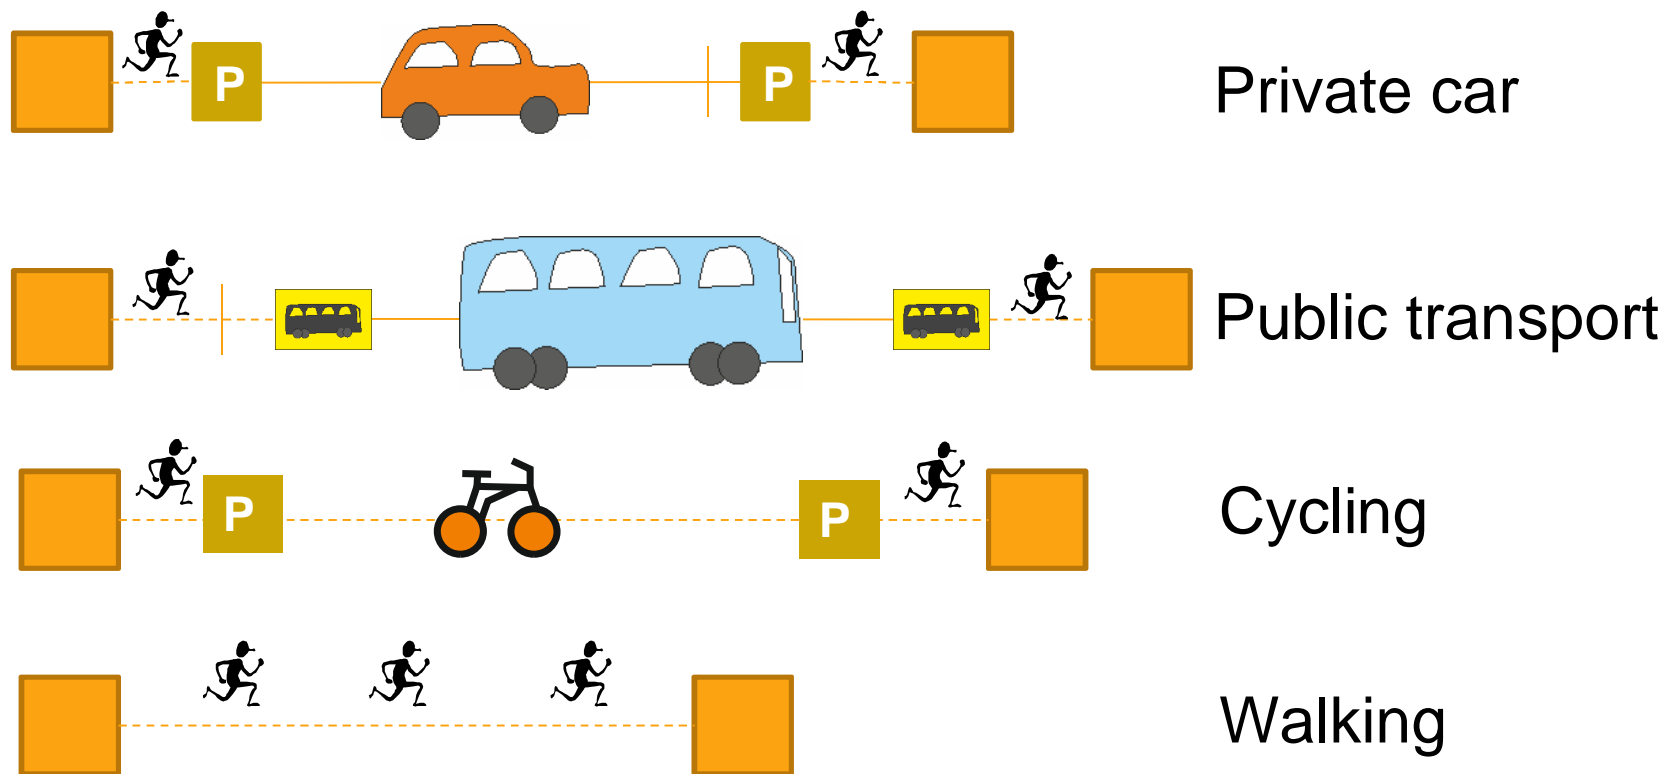 P
P
Private car
Public transport
P
P
Cycling
Walking